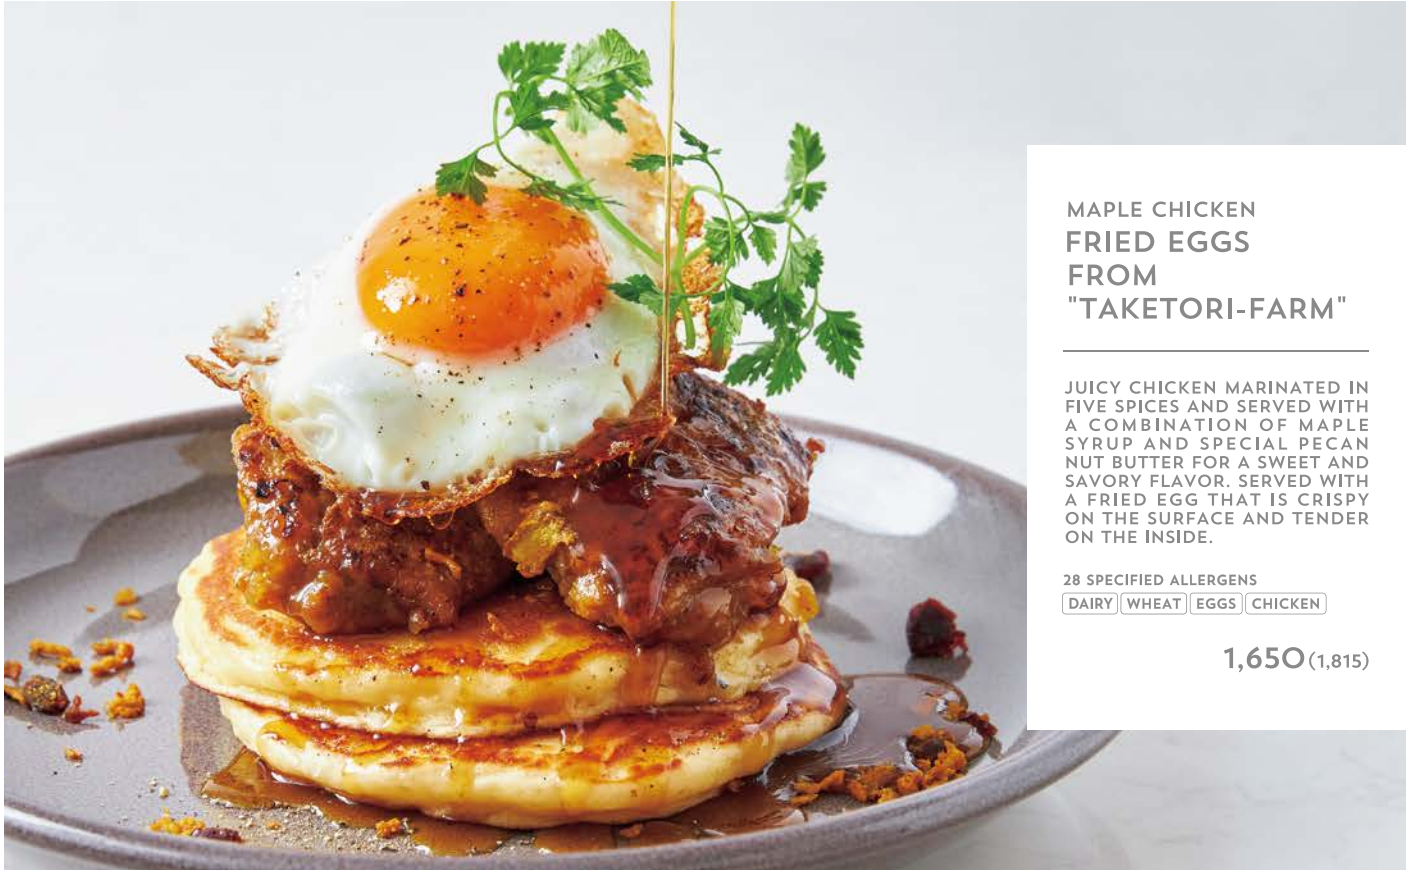 MAPLE CHICKEN
FRIED EGGS
FROM
"TAKETORI-FARM"
JUICY CHICKEN MARINATED IN
FIVE SPICES AND SERVED WITH
A COMBINATION OF MAPLE
SYRUP AND SPECIAL PECAN
NUT BUTTER FOR A SWEET AND
SAVORY FLAVOR. SERVED WITH
A FRIED EGG THAT IS CRISPY
ON THE SURFACE AND TENDER
ON THE INSIDE.
28 SPECIFIED ALLERGENS
DAIRY WHEAT EGGS CHICKEN
1,650(1,815)